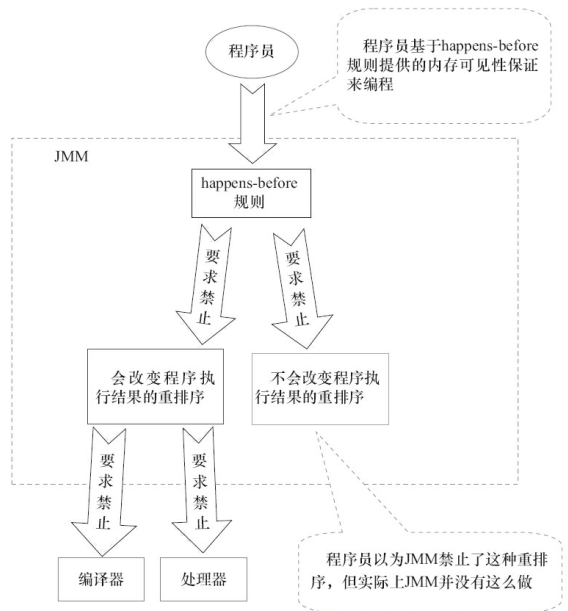 程序员
程序员基于happens-before
规则提供的内存可见性保证
来编程
JMM
happens-before
规则
要求禁止
要求禁止
会改变程序执
行结果的重排序
不会改变程序执
行结果的重排序
要求禁止
要求禁止
编译器
处理器
程序员以为JMM禁止了这种重排
序，但实际上JMM并没有这么做